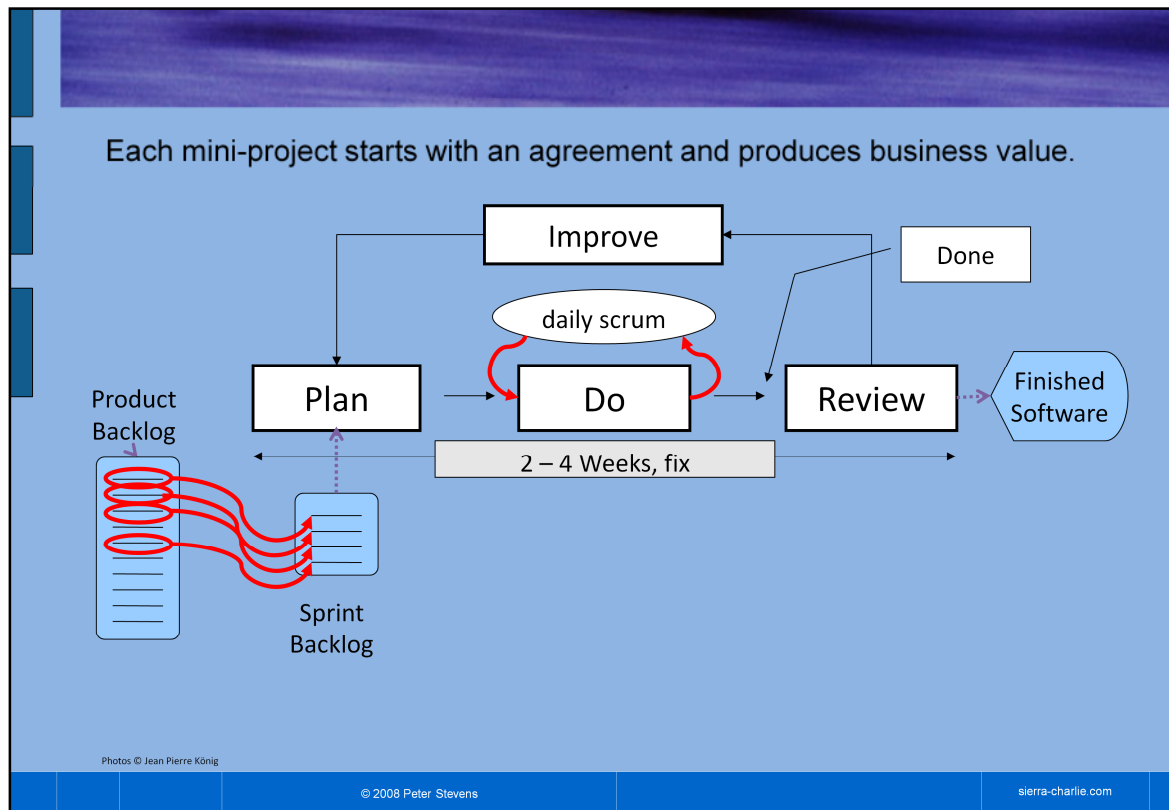 Each mini-project starts with an agreement and produces business value.
Improve
Done
daily scrum
Plan
Do
Review
Finished
Software
Product
Backlog
2 – 4 Weeks, fix
Sprint
Backlog
Photos © Jean Pierre König
© 2008 Peter Stevens
sierra-charlie.com